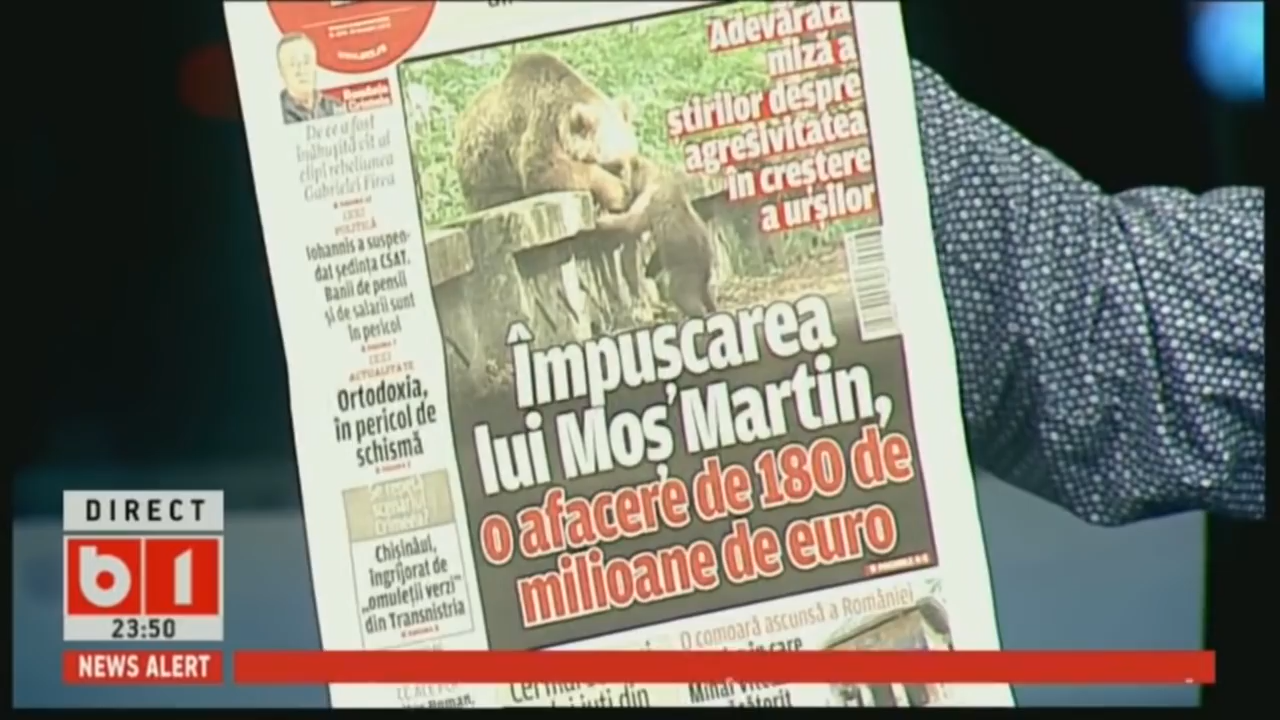 Adevărata
miză a
știrilor despre
agresivitatea
în creștere
a urșilor
De ce a fost
înăbușită cît ai
clipi rebeliunea
Gabrielei Firea
POLITICĂ
Iohannis a suspen-
dat ședința CSAT.
Banii de pensii
și de salarii sunt
în pericol
ACTUALITATE
Ortodoxia,
în pericol de
schismă
Chișinăul,
îngrijorat de
„omuleții verzi”
din Transnistria
Împușcarea
lui Moș Martin,
o afacere de 180 de
milioane de euro
O comoară ascunsă a României
Mihai
DIRECT
b1
23:50
NEWS ALERT